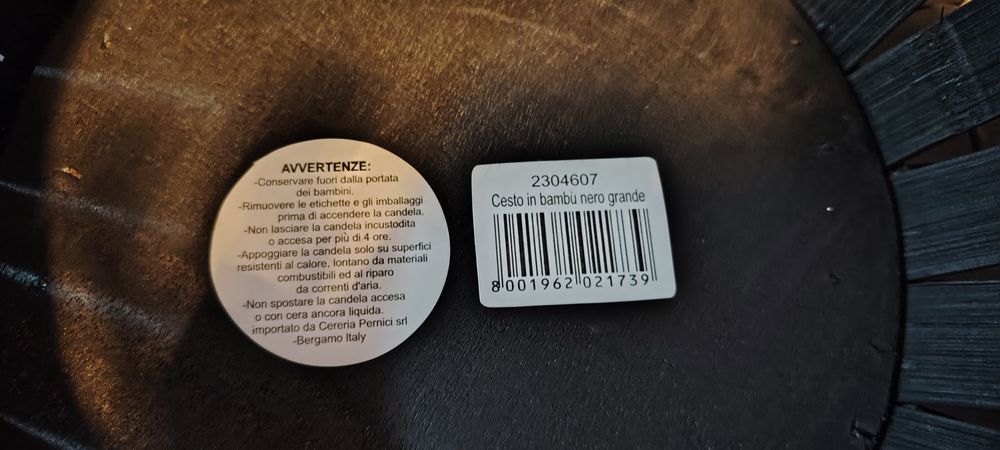 AVVERTENZE:
-Conservare fuori dalla portata
dei bambini.
-Rimuovere le etichette e gli imballaggi
prima di accendere la candela.
-Non lasciare la candela incustodita
o accesa per più di 4 ore.
-Appoggiare la candela solo su superfici
resistenti al calore, lontano da materiali
combustibili ed al riparo
da correnti d'aria.
-Non spostare la candela accesa
o con cera ancora liquida.
importato da Cereria Pernici srl
-Bergamo Italy
2304607
Cesto in bambù nero grande
8 001962 021739